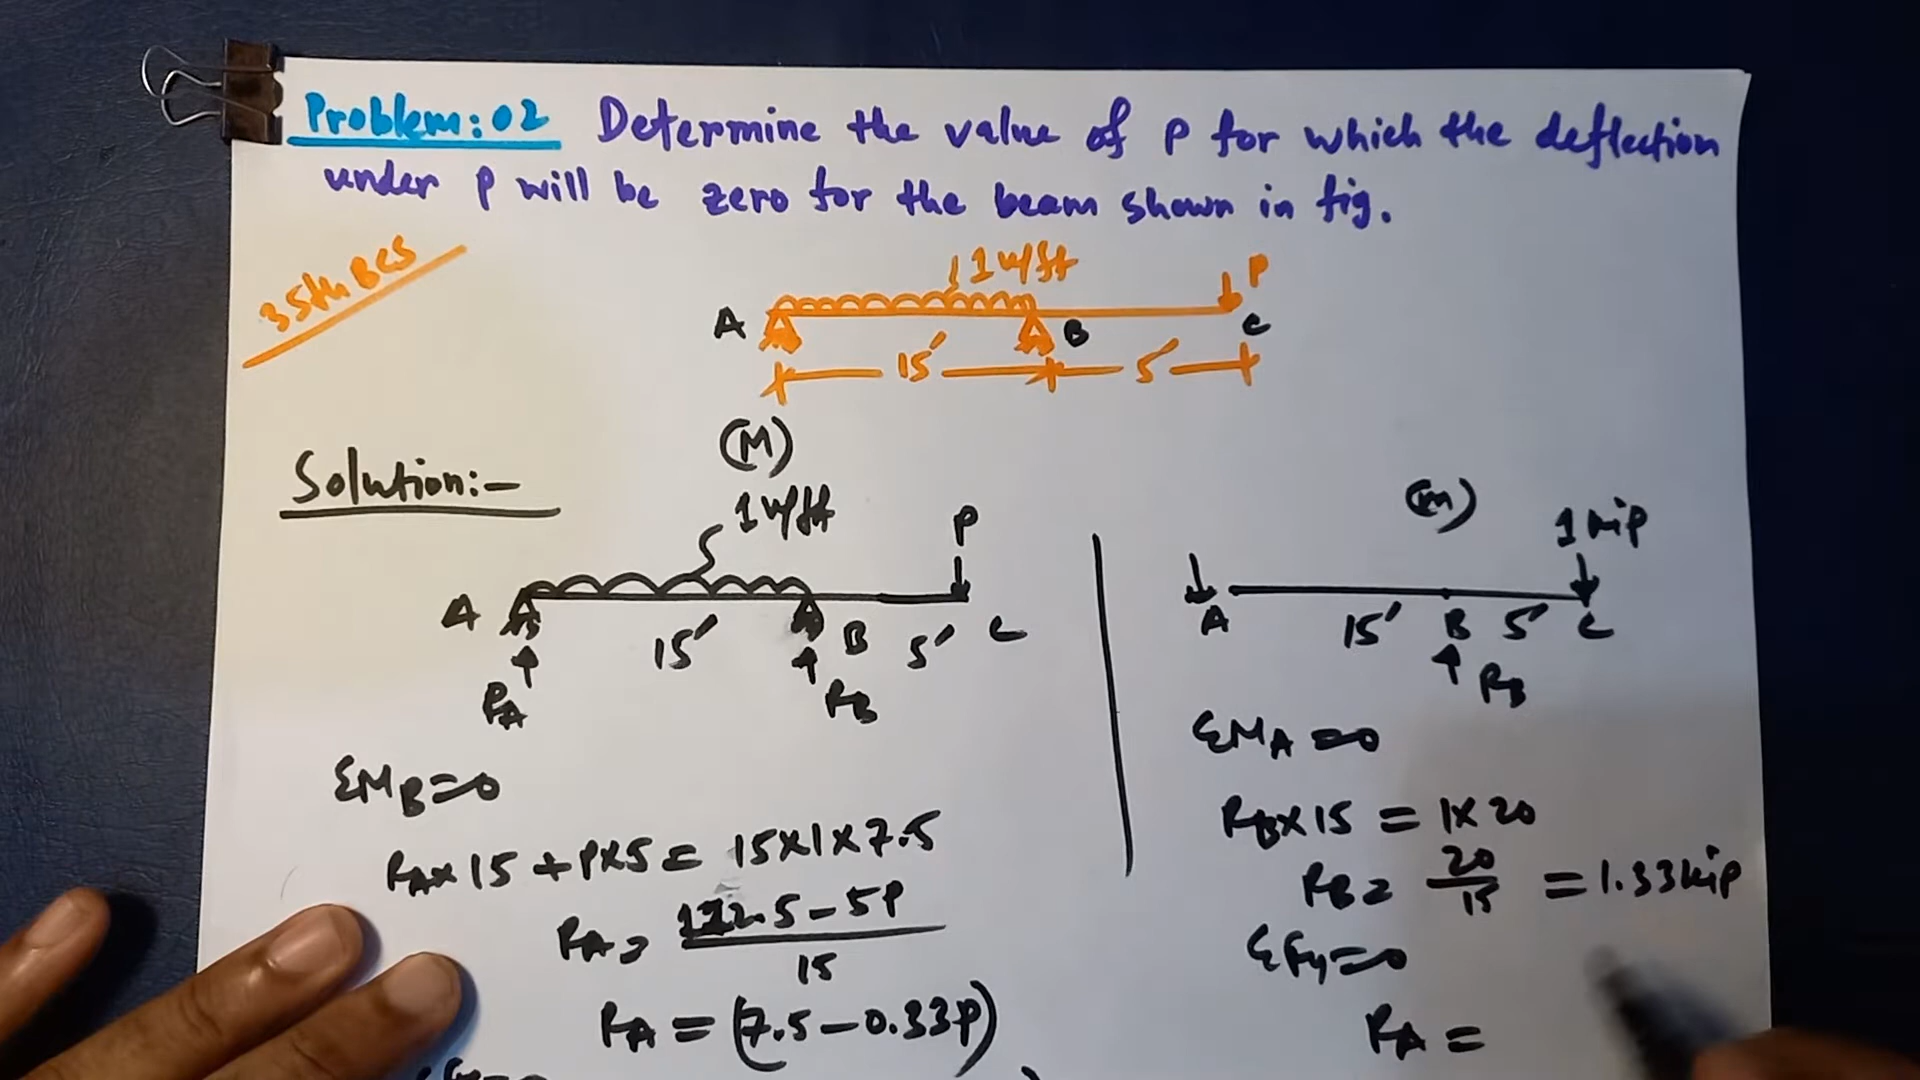 Problem: 02 Determine the value of P for which the deflection
under P will be zero for the beam shown in fig.
35th BCS
1 k/ft
P
A
B
C
15'
5'
Solution:-
(M)
1 k/ft
P
A
15'
B
5'
C
RA
RB
ΣMB=0
RA×15 + P×5 = 15×1×7.5
RA = 112.5-5P
15
RA = (7.5-0.33P)
(m)
1 kip
A
15'
B
5'
C
RB
ΣMA=0
RB×15 = 1×20
RB = 20/15 = 1.33 kip
ΣFy=0
RA =